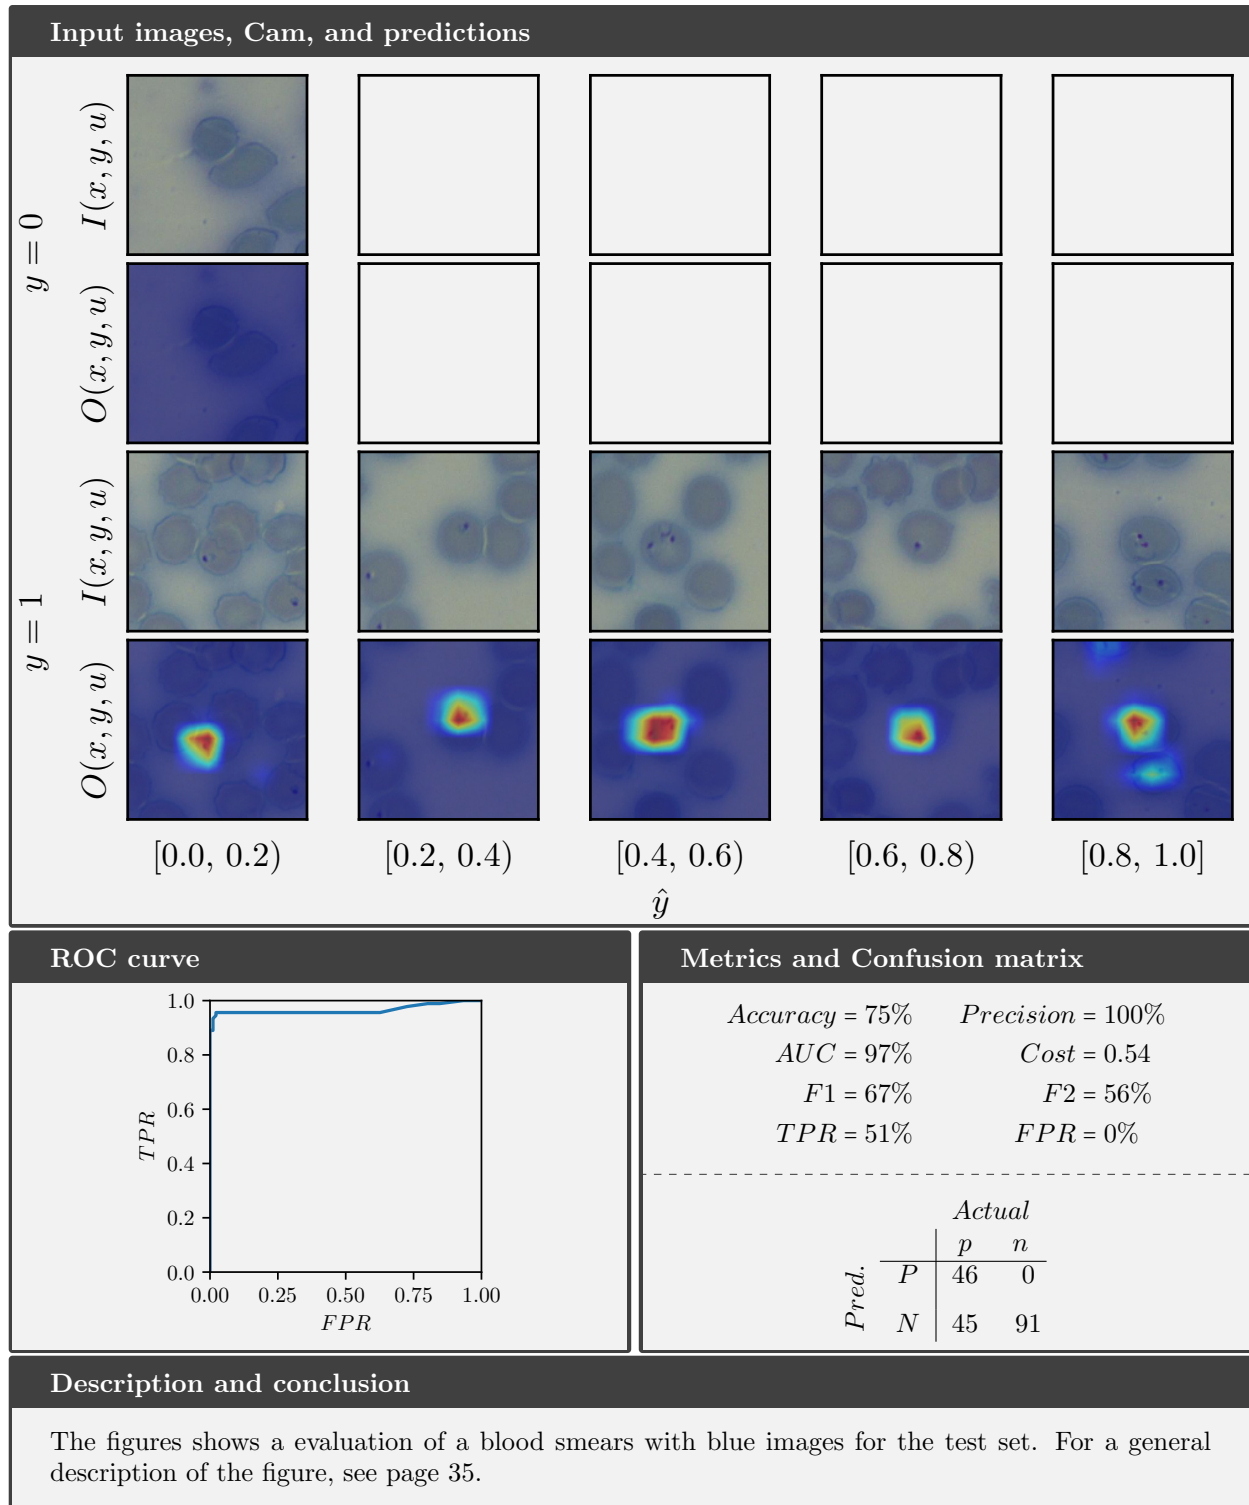 Input images, Cam, and predictions
y = 0
I(x, y, u)
O(x, y, u)
y = 1
I(x, y, u)
O(x, y, u)
[0.0, 0.2) [0.2, 0.4) [0.4, 0.6) [0.6, 0.8) [0.8, 1.0]
ŷ
ROC curve
1.0
0.8
0.6
0.4
0.2
0.0
TPR
0.00 0.25 0.50 0.75 1.00
FPR
Metrics and Confusion matrix
Accuracy = 75% Precision = 100%
AUC = 97% Cost = 0.54
F1 = 67% F2 = 56%
TPR = 51% FPR = 0%
Actual
p n
Pred.
P 46 0
N 45 91
Description and conclusion
The figures shows a evaluation of a blood smears with blue images for the test set. For a general
description of the figure, see page 35.